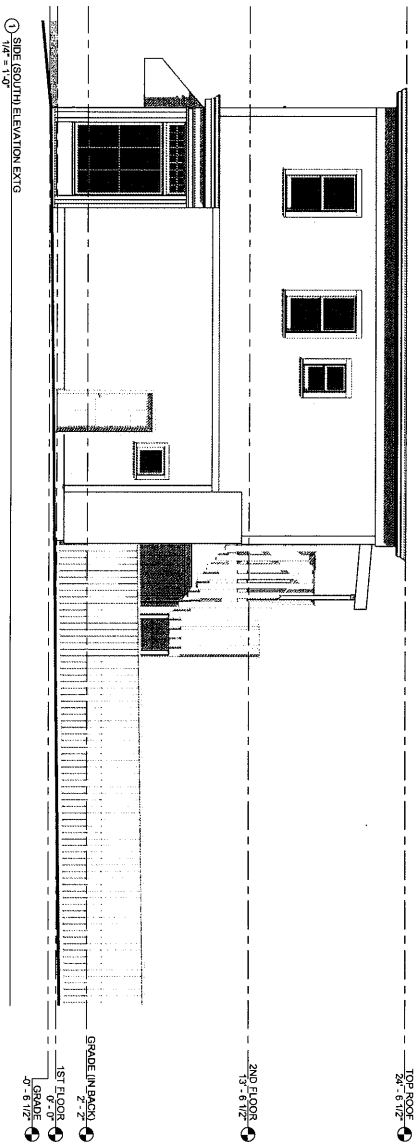 TOP ROOF
24' - 6 1/2"
2ND FLOOR
13' - 6 1/2"
GRADE (IN BACK)
2' - 2"
1ST FLOOR
0' - 0"
GRADE
-0' - 6 1/2"
1 SIDE (SOUTH) ELEVATION EXTG
1/4" = 1'-0"